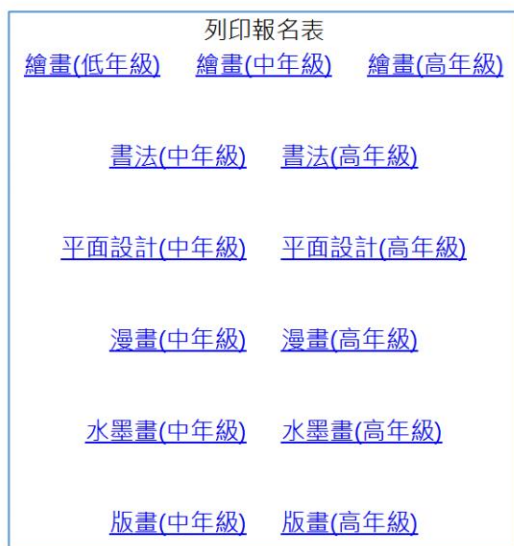 列印報名表
繪畫(低年級) 繪畫(中年級) 繪畫(高年級)
書法(中年級) 書法(高年級)
平面設計(中年級) 平面設計(高年級)
漫畫(中年級) 漫畫(高年級)
水墨畫(中年級) 水墨畫(高年級)
版畫(中年級) 版畫(高年級)